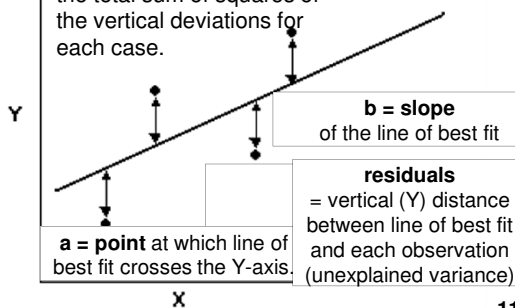 the total sum of squares of
the vertical deviations for
each case.
Y
b = slope
of the line of best fit
residuals
= vertical (Y) distance
between line of best fit
and each observation
(unexplained variance)
a = point at which line of
best fit crosses the Y-axis.
X
11